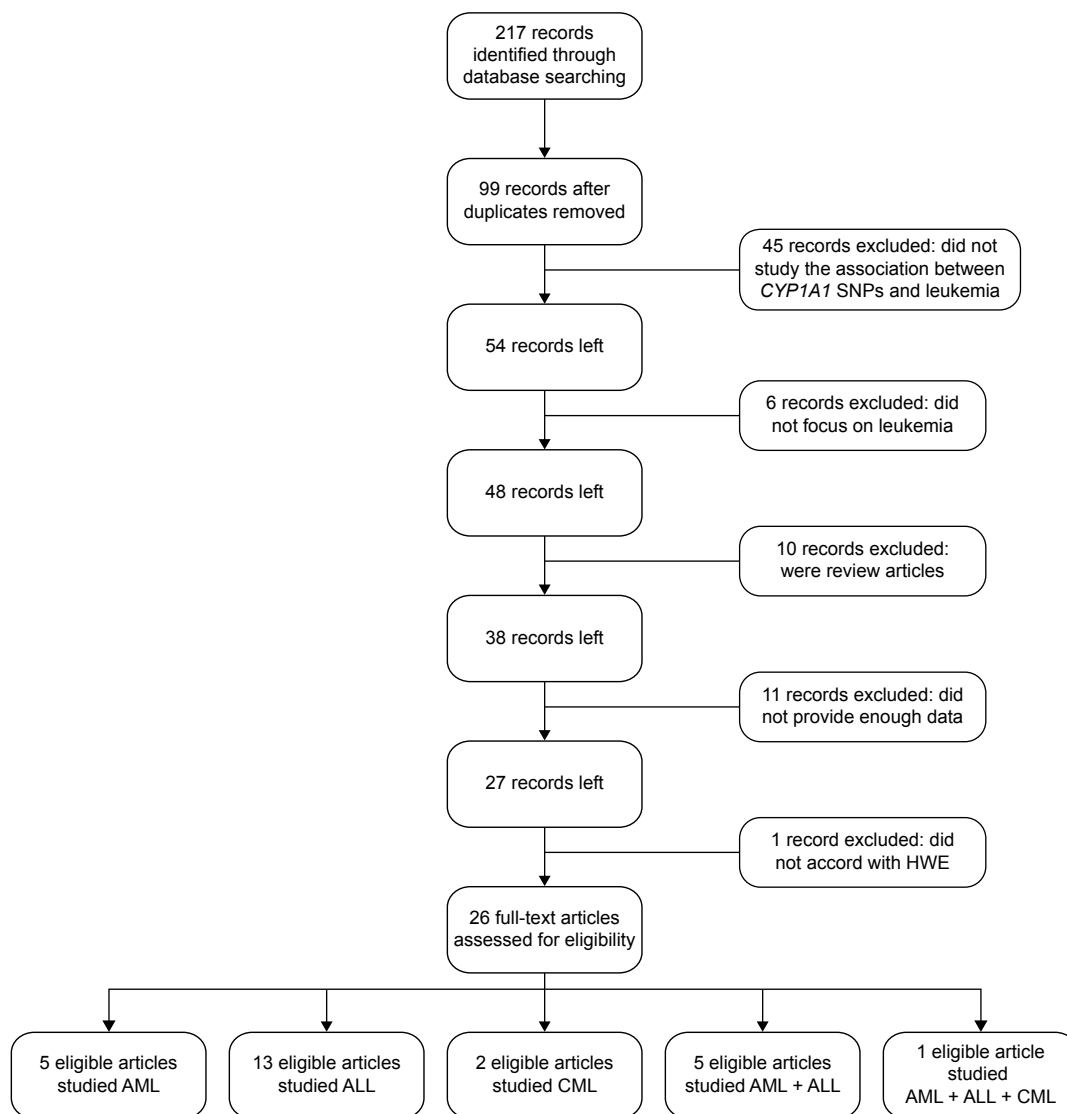 217 records
identified through
database searching
99 records after
duplicates removed
45 records excluded: did not
study the association between
CYP1A1 SNPs and leukemia
54 records left
6 records excluded: did
not focus on leukemia
48 records left
10 records excluded:
were review articles
38 records left
11 records excluded: did
not provide enough data
27 records left
1 record excluded: did
not accord with HWE
26 full-text articles
assessed for eligibility
5 eligible articles
studied AML
13 eligible articles
studied ALL
2 eligible articles
studied CML
5 eligible articles
studied AML + ALL
1 eligible article
studied
AML + ALL + CML